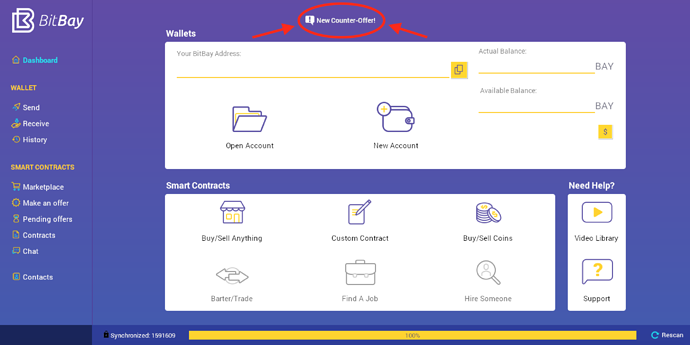 BitBay
New Counter-Offer!
Dashboard
WALLET
Send
Receive
History
SMART CONTRACTS
Marketplace
Make an offer
Pending offers
Contracts
Chat
Contacts
Wallets
Your BitBay Address:
Actual Balance:
BAY
Available Balance:
BAY
$
Open Account
New Account
Smart Contracts
Buy/Sell Anything
Custom Contract
Buy/Sell Coins
Barter/Trade
Find A Job
Hire Someone
Need Help?
Video Library
?
Support
Synchronized: 1591609
100%
Rescan